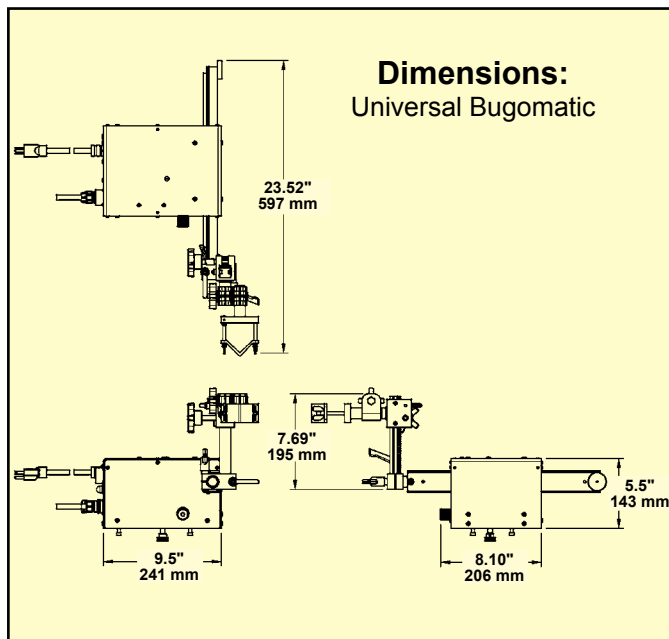 Dimensions:
Universal Bugomatic
23.52"
597 mm
7.69"
195 mm
5.5"
143 mm
9.5"
241 mm
8.10"
206 mm